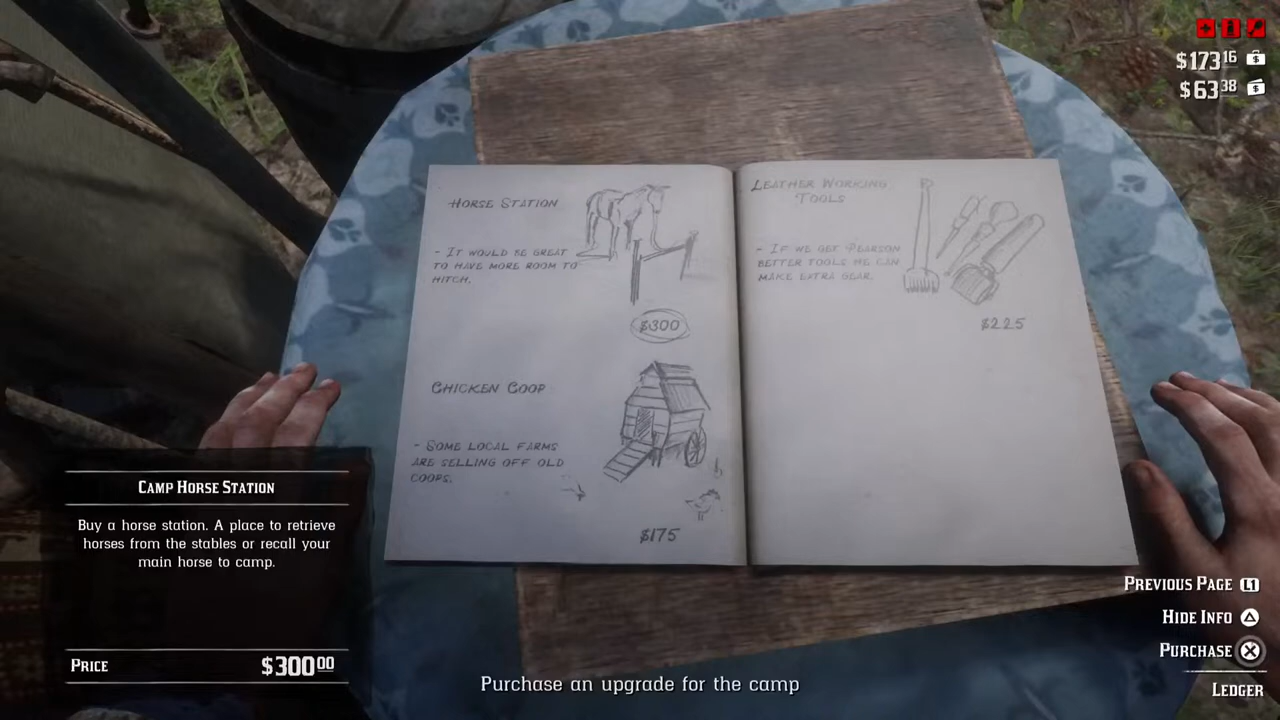 $173 16
$63 38
HORSE STATION
- IT WOULD BE GREAT
TO HAVE MORE ROOM TO
HITCH.
$300
CHICKEN COOP
- SOME LOCAL FARMS
ARE SELLING OFF OLD
COOPS.
$175
LEATHER WORKING
TOOLS
- IF WE GET PEARSON
BETTER TOOLS HE CAN
MAKE EXTRA GEAR.
$225
CAMP HORSE STATION
Buy a horse station. A place to retrieve
horses from the stables or recall your
main horse to camp.
PRICE $300 00
Purchase an upgrade for the camp
PREVIOUS PAGE L1
HIDE INFO
PURCHASE
LEDGER